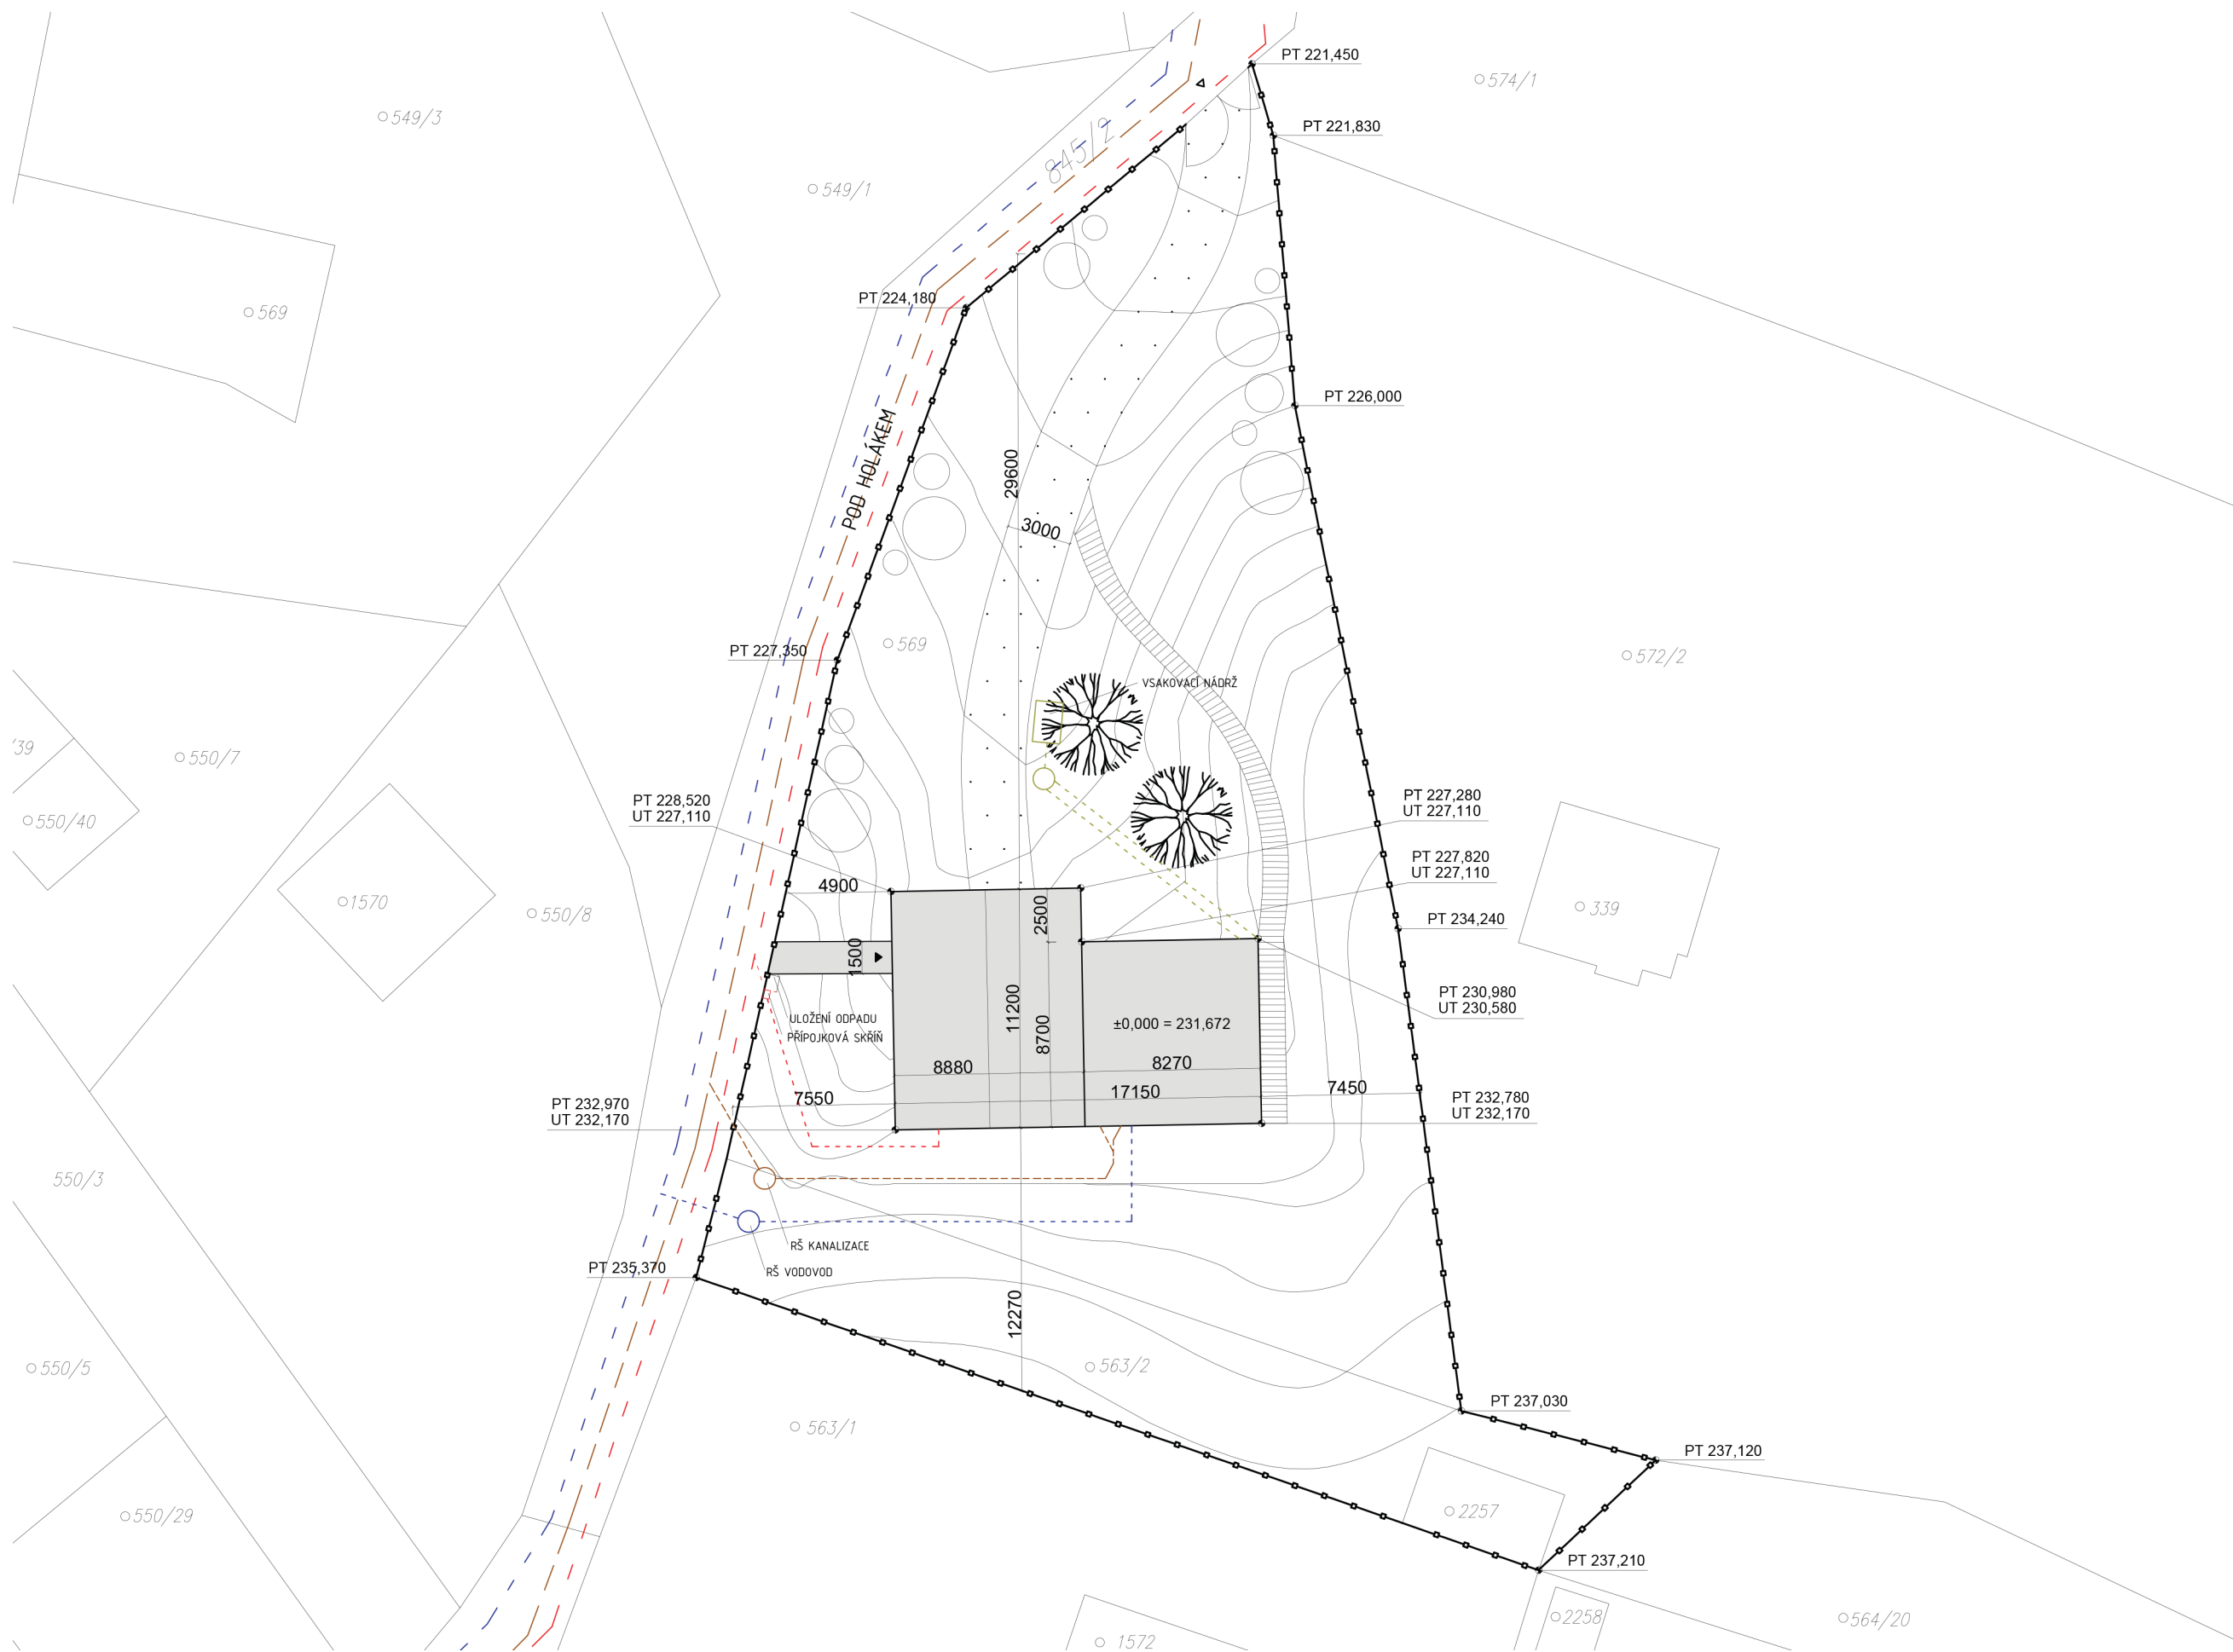 PT 221,450
574/1
549/3
PT 221,830
845/2
549/1
PT 224,180
569
PT 226,000
POD HOLÁKEM
29600
3000
569
PT 227,350
572/2
VSAKOVACÍ NÁDRŽ
550/7
PT 228,520
UT 227,110
PT 227,280
UT 227,110
550/40
PT 227,820
UT 227,110
4900
1570
550/8
2500
339
PT 234,240
1500
PT 230,980
UT 230,580
11200
8700
ULOŽENÍ ODPADU
PŘÍPOJKOVÁ SKŘÍŇ
±0,000 = 231,672
8880
8270
7550
17150
7450
PT 232,970
UT 232,170
PT 232,780
UT 232,170
550/3
RŠ KANALIZACE
RŠ VODOVOD
PT 235,370
12270
550/5
563/2
563/1
PT 237,030
PT 237,120
2257
550/29
PT 237,210
2258
564/20
1572